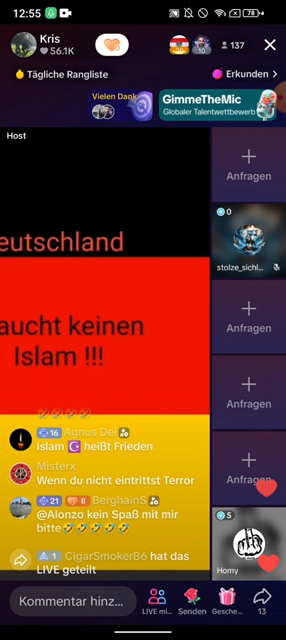 12:55
78
Kris
56.1K
10
137
Tägliche Rangliste
Erkunden >
Vielen Dank
GimmeTheMic
Globaler Talentwettbewerb
Host
Anfragen
eutschland
0
stolze_sichl...
aucht keinen
Islam !!!
Anfragen
Anfragen
16 Agnus Dei
Islam ☪️ heißt Frieden
Misterx
Wenn du nicht eintrittst Terror
Anfragen
21 II BerghainS
@Alonzo kein Spaß mit mir
bitte🤣🤣🤣🤣🤣
5
Homy
1 CigarSmoker86 hat das
LIVE geteilt
Kommentar hinz...
LIVE mi...
Senden
Gesche...
13